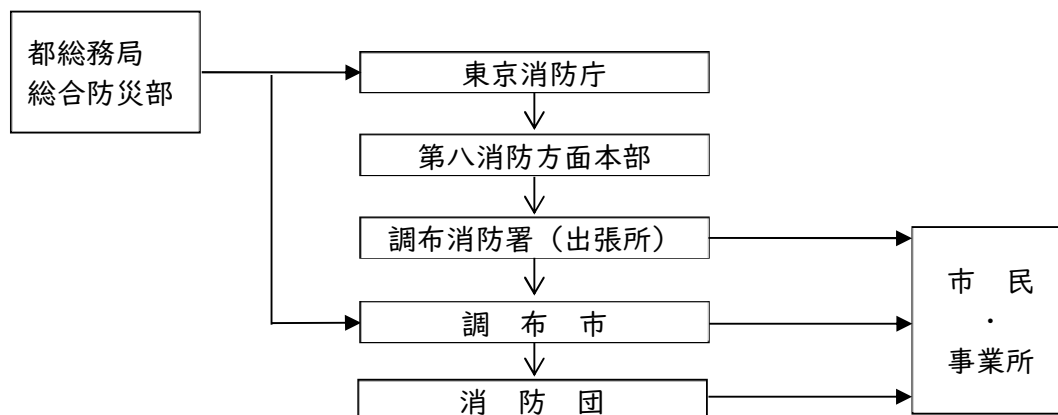 都総務局
総合防災部
東京消防庁
第八消防方面本部
調布消防署（出張所）
調　布　市
消　防　団
市　民
・
事業所